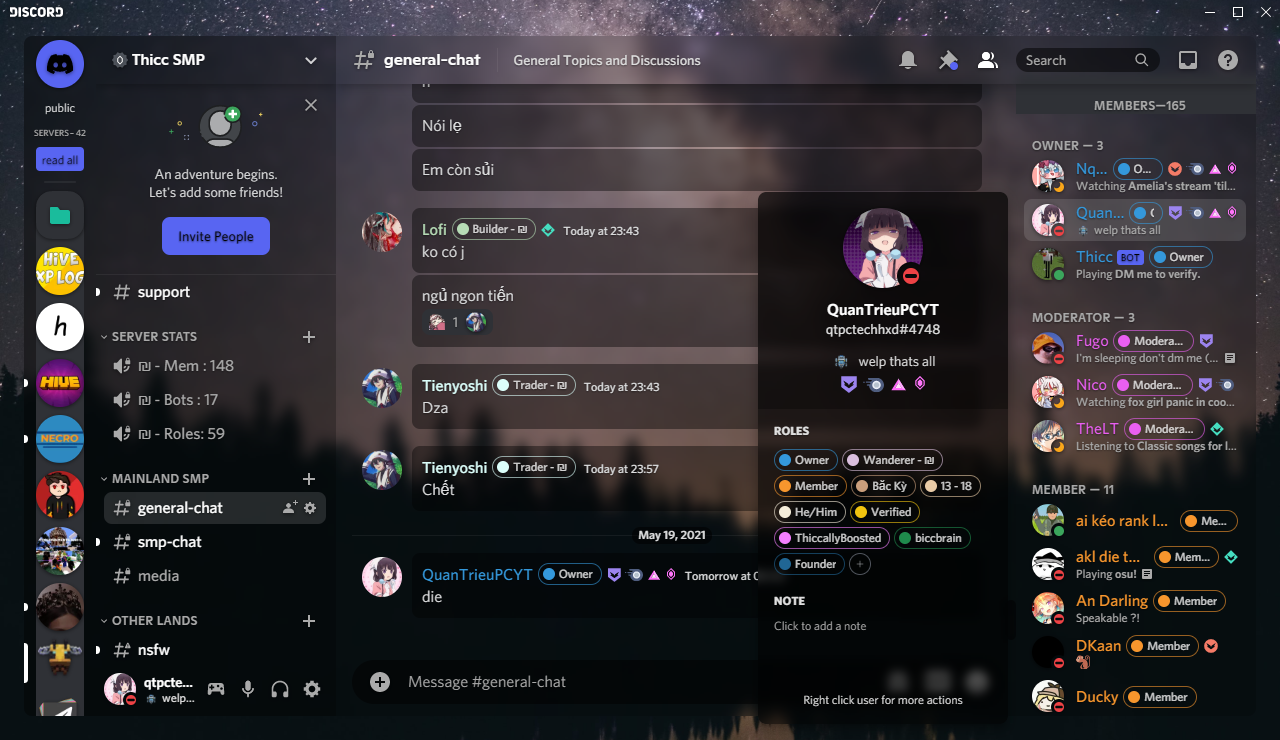 DISCORD
public
SERVERS - 42
read all
HiVE
XP LOG
h
HIVE
NECRO
Thicc SMP
An adventure begins.
Let's add some friends!
Invite People
support
SERVER STATS
₪ - Mem : 148
₪ - Bots : 17
₪ - Roles: 59
MAINLAND SMP
general-chat
smp-chat
media
OTHER LANDS
nsfw
qtpcte...
welp...
general-chat
General Topics and Discussions
Search
Nói lẹ
Em còn sủi
Lofi Builder - ₪ Today at 23:43
ko có j
ngủ ngon tiến
1
Tienyoshi Trader - ₪ Today at 23:43
Dza
Tienyoshi Trader - ₪ Today at 23:57
Chết
May 19, 2021
QuanTrieuPCYT Owner Tomorrow at
die
Message #general-chat
QuanTrieuPCYT
qtpctechhxd#4748
welp thats all
ROLES
Owner Wanderer - ₪
Member Bắc Kỳ 13 - 18
He/Him Verified
ThiccallyBoosted biccbrain
Founder +
NOTE
Click to add a note
Right click user for more actions
MEMBERS—165
OWNER — 3
Nq... O...
Watching Amelia's stream 'til...
Quan...
welp thats all
Thicc BOT Owner
Playing DM me to verify.
MODERATOR — 3
Fugo Modera...
I'm sleeping don't dm me (...
Nico Modera...
Watching fox girl panic in coo...
TheLT Modera...
Listening to Classic songs for l...
MEMBER — 11
ai kéo rank l... Me...
akl die t... Mem...
Playing osu!
An Darling Member
Speakable ?!
DKaan Member
Ducky Member